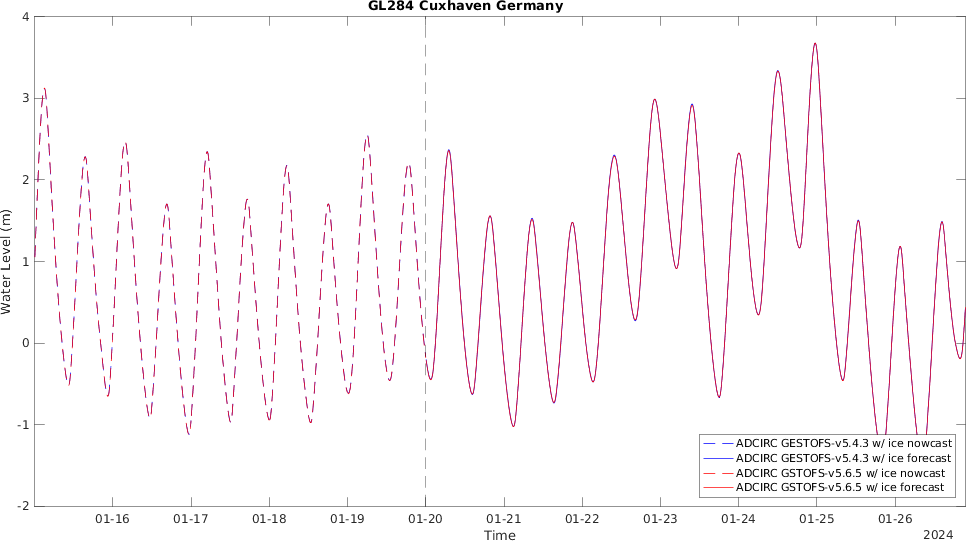 GL284 Cuxhaven Germany
4
3
2
1
0
-1
-2
Water Level (m)
01-16 01-17 01-18 01-19 01-20 01-21 01-22 01-23 01-24 01-25 01-26
Time
2024
ADCIRC GESTOFS-v5.4.3 w/ ice nowcast
ADCIRC GESTOFS-v5.4.3 w/ ice forecast
ADCIRC GSTOFS-v5.6.5 w/ ice nowcast
ADCIRC GSTOFS-v5.6.5 w/ ice forecast